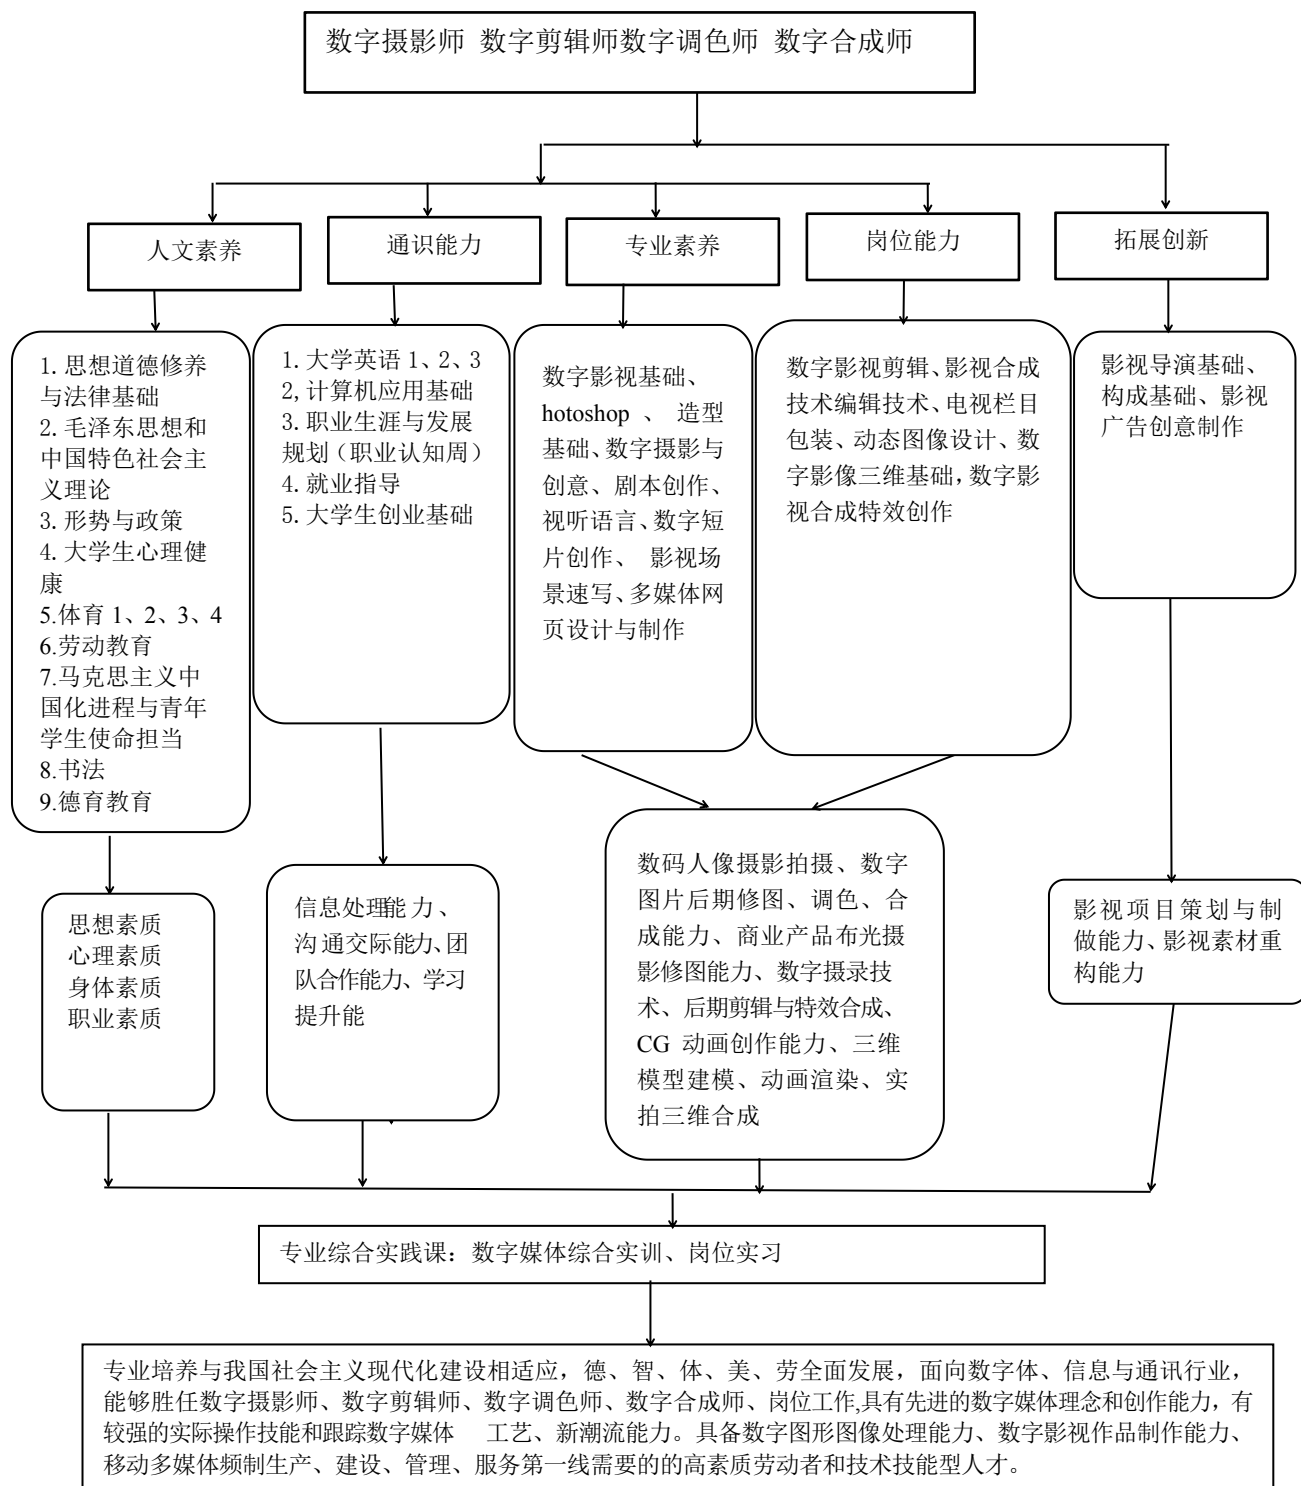 数字摄影师 数字剪辑师数字调色师 数字合成师
人文素养
通识能力
专业素养
岗位能力
拓展创新
1. 思想道德修养
与法律基础
2. 毛泽东思想和
中国特色社会主
义理论
3. 形势与政策
4. 大学生心理健
康
5.体育 1、2、3、4
6.劳动教育
7.马克思主义中
国化进程与青年
学生使命担当
8.书法
9.德育教育
1. 大学英语 1、2、3
2, 计算机应用基础
3. 职业生涯与发展
规划（职业认知周）
4. 就业指导
5. 大学生创业基础
数字影视基础、
hotoshop 、 造型
基础、数字摄影与
创意、剧本创作、
视听语言、数字短
片创作、 影视场
景速写、多媒体网
页设计与制作
数字影视剪辑、影视合成
技术编辑技术、电视栏目
包装、动态图像设计、数
字影像三维基础，数字影
视合成特效创作
影视导演基础、
构成基础、影视
广告创意制作
思想素质
心理素质
身体素质
职业素质
信息处理能力、
沟通交际能力、团
队合作能力、学习
提升能
数码人像摄影拍摄、数字
图片后期修图、调色、合
成能力、商业产品布光摄
影修图能力、数字摄录技
术、后期剪辑与特效合成、
CG 动画创作能力、三维
模型建模、动画渲染、实
拍三维合成
影视项目策划与制
做能力、影视素材重
构能力
专业综合实践课：数字媒体综合实训、岗位实习
专业培养与我国社会主义现代化建设相适应，德、智、体、美、劳全面发展，面向数字体、信息与通讯行业，
能够胜任数字摄影师、数字剪辑师、数字调色师、数字合成师、岗位工作,具有先进的数字媒体理念和创作能力，有
较强的实际操作技能和跟踪数字媒体 工艺、新潮流能力。具备数字图形图像处理能力、数字影视作品制作能力、
移动多媒体频制生产、建设、管理、服务第一线需要的的高素质劳动者和技术技能型人才。